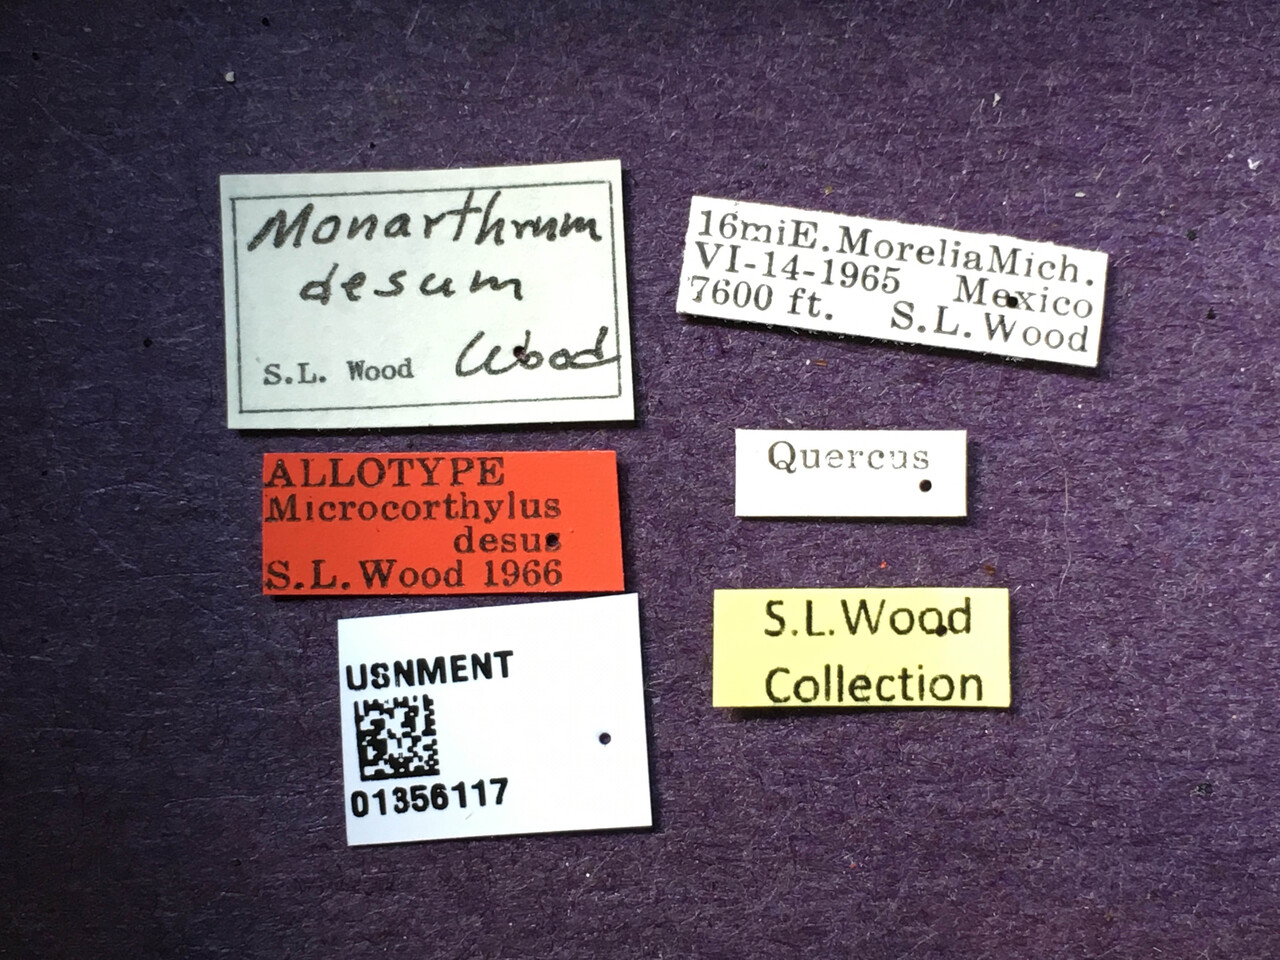 Monarthrum
desum
Wood
S.L. Wood
16miE. MoreliaMich.
VI-14-1965 Mexico
7600 ft. S.L. Wood
ALLOTYPE
Microcorthylus
desus
S.L. Wood 1966
Quercus
USNMENT
01356117
S.L.Wood
Collection